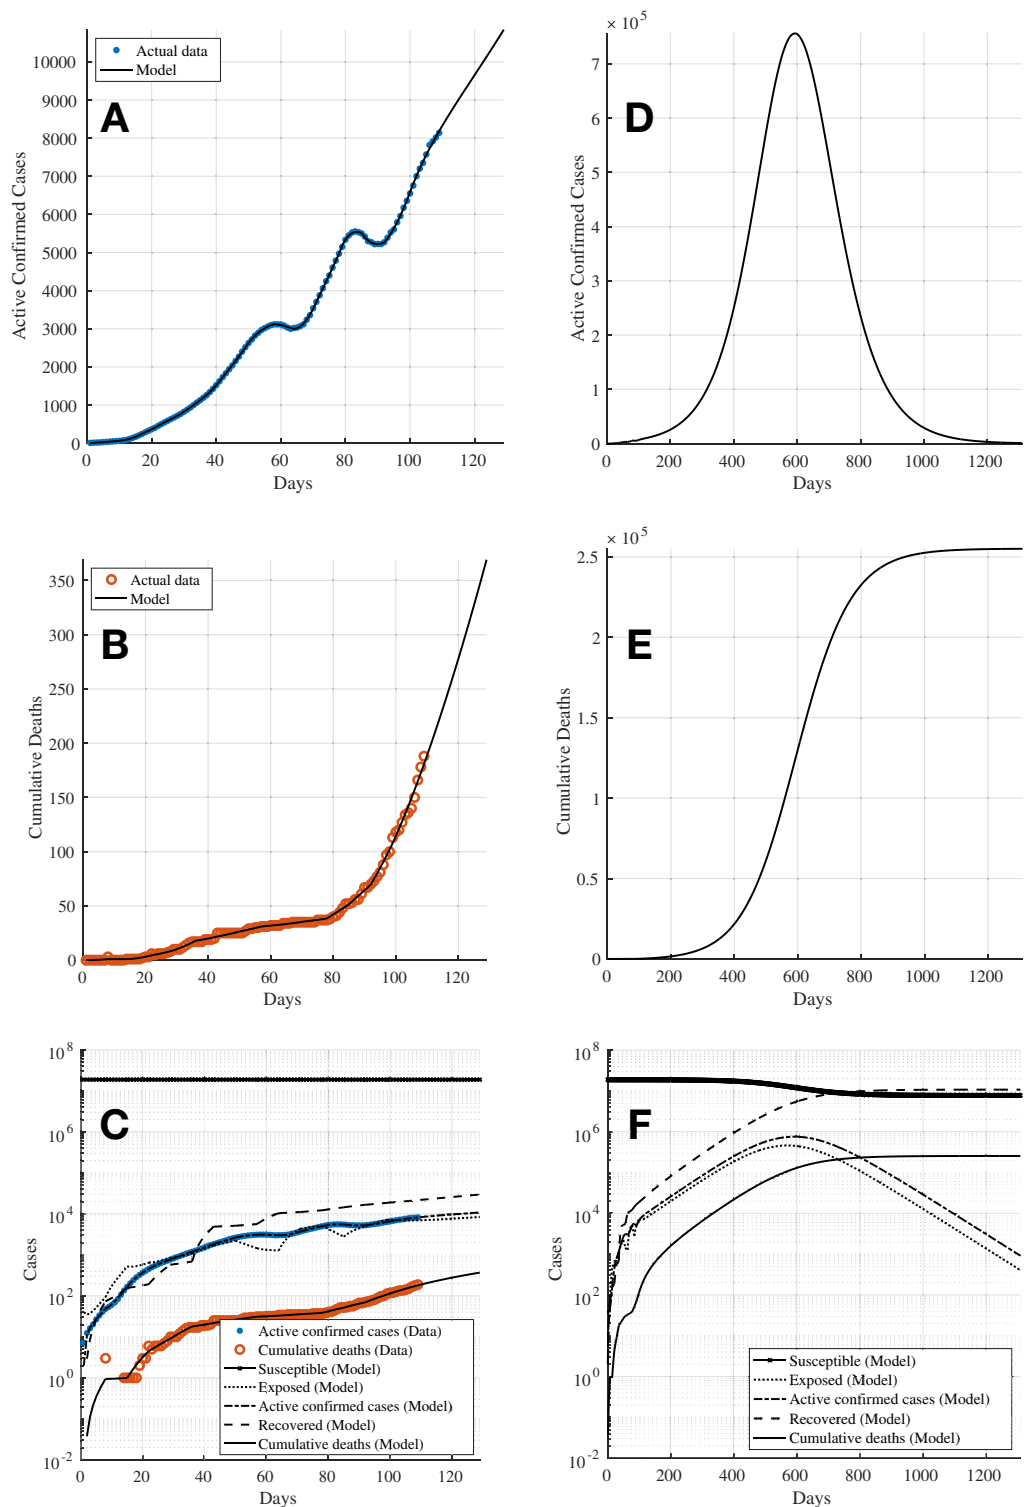 Actual data
Model
A
10000
9000
8000
7000
6000
5000
4000
3000
2000
1000
0
0 20 40 60 80 100 120
Days
Active Confirmed Cases
× 10^5
D
7
6
5
4
3
2
1
0
0 200 400 600 800 1000 1200
Days
Active Confirmed Cases
Actual data
Model
B
350
300
250
200
150
100
50
0
0 20 40 60 80 100 120
Days
Cumulative Deaths
× 10^5
E
2.5
2
1.5
1
0.5
0
0 200 400 600 800 1000 1200
Days
Cumulative Deaths
C
10^8
10^6
10^4
10^2
10^0
10^-2
0 20 40 60 80 100 120
Days
Cases
Active confirmed cases (Data)
Cumulative deaths (Data)
Susceptible (Model)
Exposed (Model)
Active confirmed cases (Model)
Recovered (Model)
Cumulative deaths (Model)
F
10^8
10^6
10^4
10^2
10^0
10^-2
0 200 400 600 800 1000 1200
Days
Cases
Susceptible (Model)
Exposed (Model)
Active confirmed cases (Model)
Recovered (Model)
Cumulative deaths (Model)